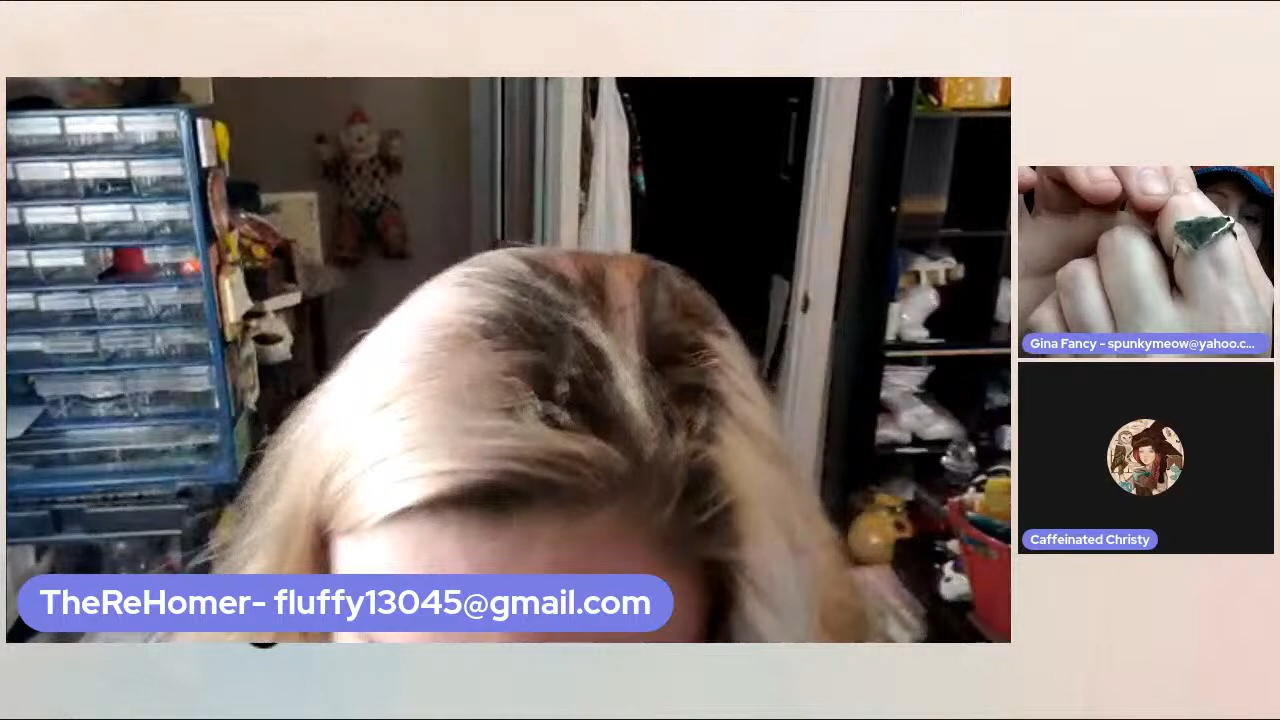 TheReHomer- fluffy13045@gmail.com
Gina Fancy - spunkymeow@yahoo.c...
Caffeinated Christy